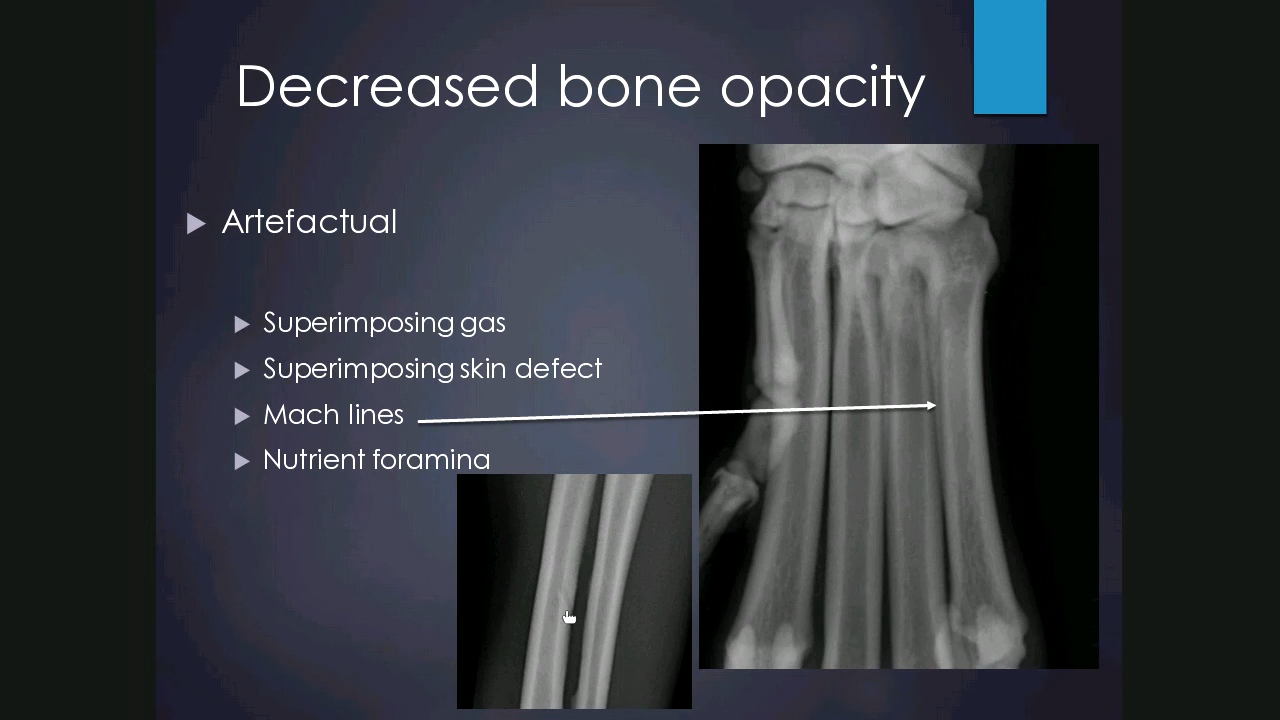 Decreased bone opacity
Artefactual
Superimposing gas
Superimposing skin defect
Mach lines
Nutrient foramina